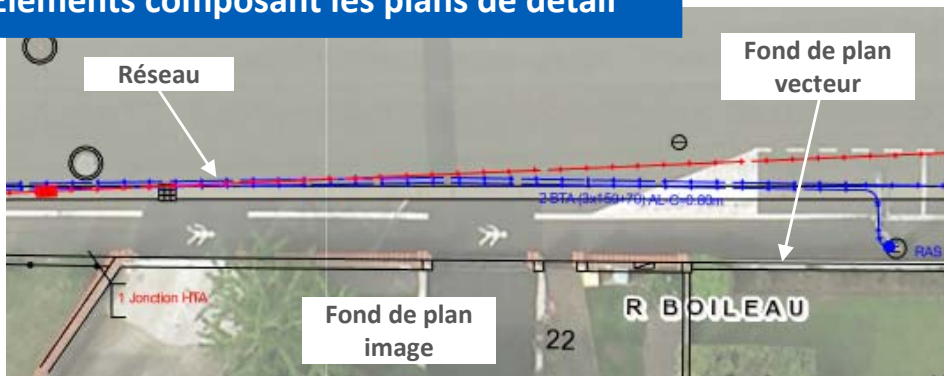 Éléments composant les plans de détail
Réseau
Fond de plan
vecteur
2 BTA (3x150+70) AL-C=0.80m
RAS
1 Jonction HTA
Fond de plan
image
R BOILEAU
22